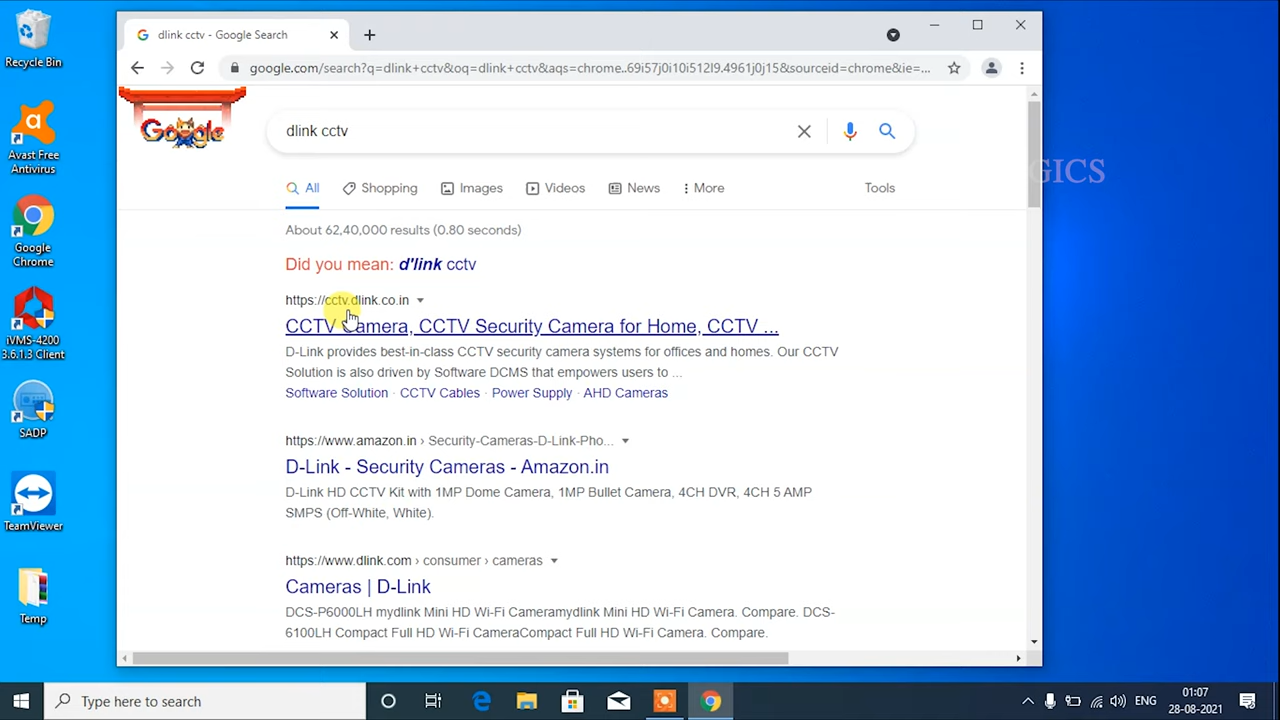 Recycle Bin
Avast Free
Antivirus
Google
Chrome
iVMS-4200
3.6.1.3 Client
SADP
TeamViewer
Temp
dlink cctv - Google Search
google.com/search?q=dlink+cctv&oq=dlink+cctv&aqs=chrome..69i57j0i10i512l9.4961j0j15&sourceid=chrome&ie=...
Google
dlink cctv
All Shopping Images Videos News More Tools
About 62,40,000 results (0.80 seconds)
Did you mean: d'link cctv
https://cctv.dlink.co.in
CCTV Camera, CCTV Security Camera for Home, CCTV ...
D-Link provides best-in-class CCTV security camera systems for offices and homes. Our CCTV
Solution is also driven by Software DCMS that empowers users to ...
Software Solution · CCTV Cables · Power Supply · AHD Cameras
https://www.amazon.in › Security-Cameras-D-Link-Pho...
D-Link - Security Cameras - Amazon.in
D-Link HD CCTV Kit with 1MP Dome Camera, 1MP Bullet Camera, 4CH DVR, 4CH 5 AMP
SMPS (Off-White, White).
https://www.dlink.com › consumer › cameras
Cameras | D-Link
DCS-P6000LH mydlink Mini HD Wi-Fi Cameramydlink Mini HD Wi-Fi Camera. Compare. DCS-
6100LH Compact Full HD Wi-Fi CameraCompact Full HD Wi-Fi Camera. Compare.
GICS
Type here to search
ENG
01:07
28-08-2021